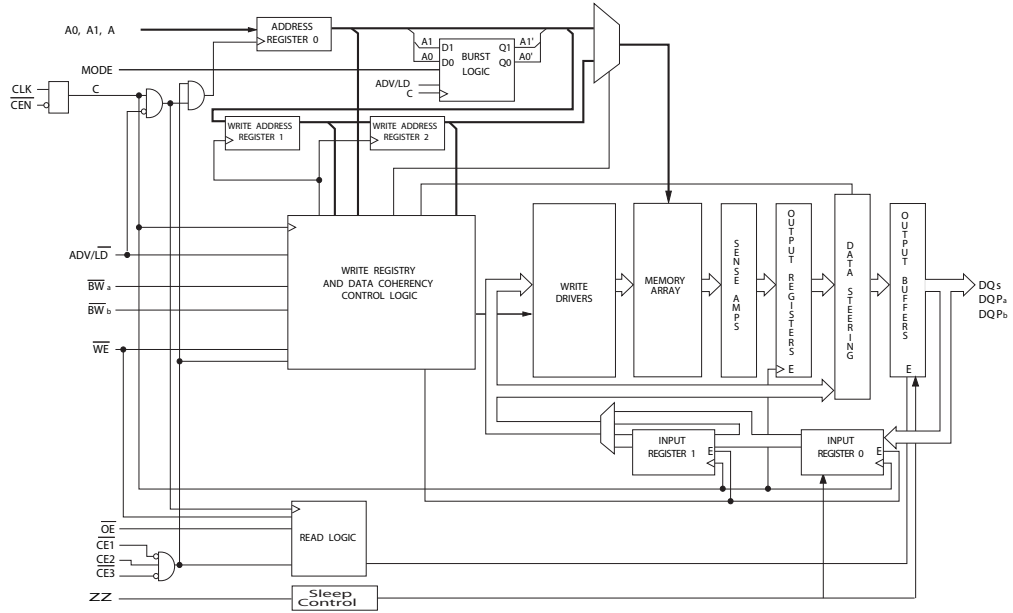 A0, A1, A
ADDRESS
REGISTER 0
A1
A0
D1
D0
BURST
LOGIC
Q1
Q0
A1'
A0'
MODE
ADV/LD
C
CLK
C
CEN
WRITE ADDRESS
REGISTER 1
WRITE ADDRESS
REGISTER 2
ADV/LD
BW a
BW b
WE
WRITE REGISTRY
AND DATA COHERENCY
CONTROL LOGIC
WRITE
DRIVERS
MEMORY
ARRAY
SENSE AMPS
OUTPUT REGISTERS
E
DATA STEERING
OUTPUT BUFFERS
E
DQs
DQPa
DQPb
INPUT
REGISTER 1
E
INPUT
REGISTER 0
E
OE
CE1
CE2
CE3
READ LOGIC
ZZ
Sleep
Control